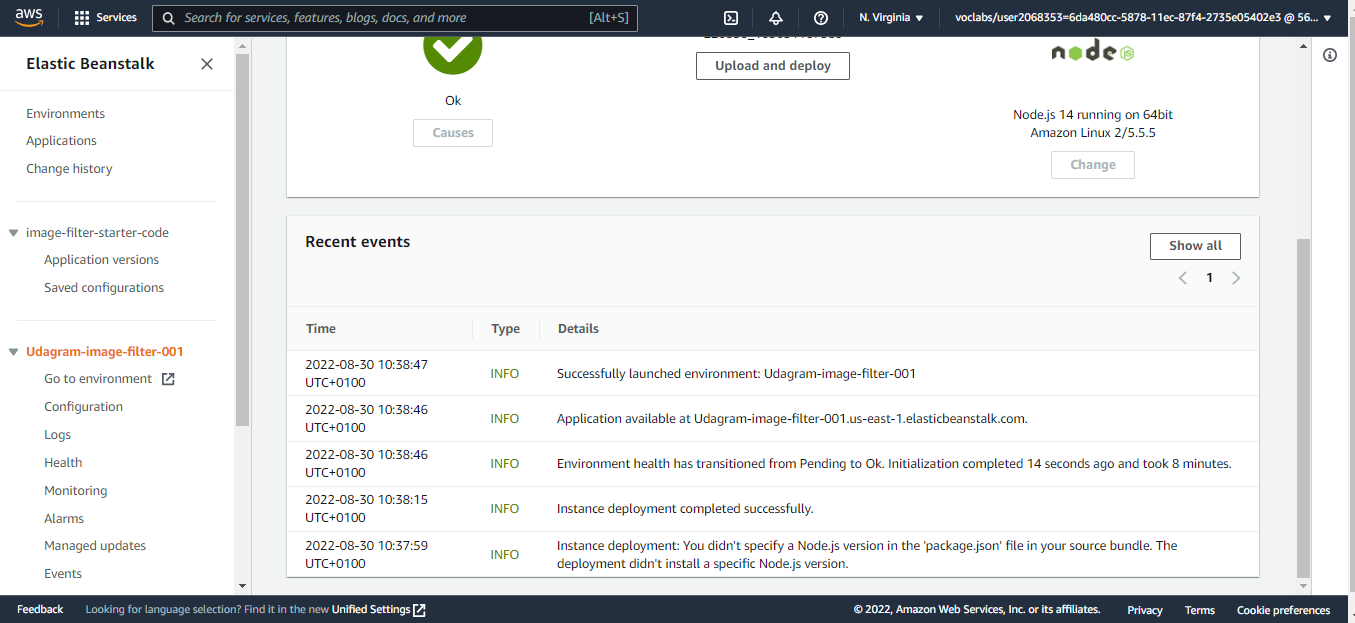 aws
Services
Search for services, features, blogs, docs, and more
[Alt+S]
N. Virginia
voclabs/user2068353=6da480cc-5878-11ec-87f4-2735e05402e3 @ 56...
Elastic Beanstalk
Environments
Applications
Change history
image-filter-starter-code
Application versions
Saved configurations
Udagram-image-filter-001
Go to environment
Configuration
Logs
Health
Monitoring
Alarms
Managed updates
Events
Ok
Causes
Upload and deploy
node
JS
Node.js 14 running on 64bit
Amazon Linux 2/5.5.5
Change
Recent events
Show all
1
Time Type Details
2022-08-30 10:38:47
UTC+0100
INFO
Successfully launched environment: Udagram-image-filter-001
2022-08-30 10:38:46
UTC+0100
INFO
Application available at Udagram-image-filter-001.us-east-1.elasticbeanstalk.com.
2022-08-30 10:38:46
UTC+0100
INFO
Environment health has transitioned from Pending to Ok. Initialization completed 14 seconds ago and took 8 minutes.
2022-08-30 10:38:15
UTC+0100
INFO
Instance deployment completed successfully.
2022-08-30 10:37:59
UTC+0100
INFO
Instance deployment: You didn't specify a Node.js version in the 'package.json' file in your source bundle. The
deployment didn't install a specific Node.js version.
Feedback
Looking for language selection? Find it in the new Unified Settings
© 2022, Amazon Web Services, Inc. or its affiliates.
Privacy
Terms
Cookie preferences